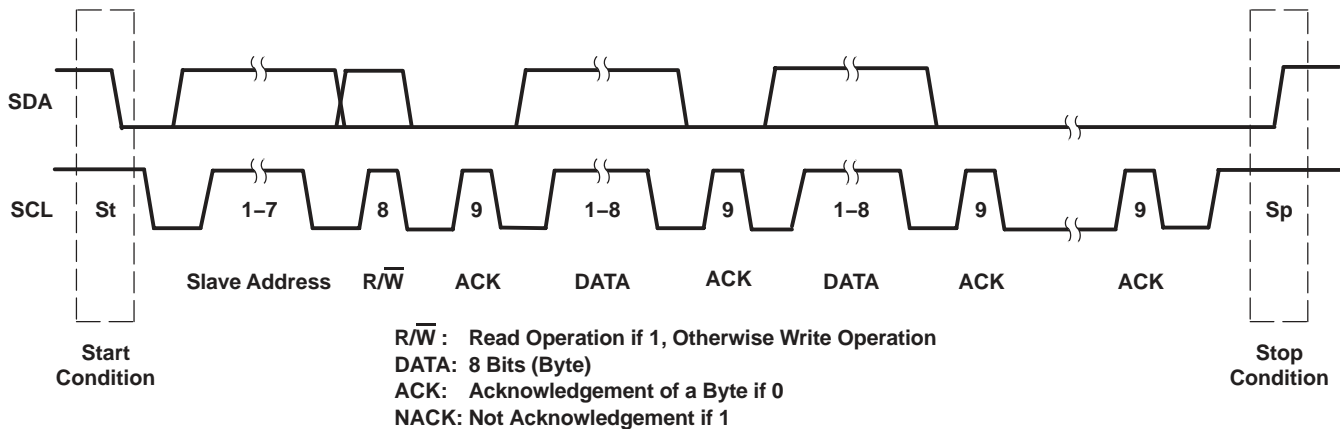 SDA
SCL St 1–7 8 9 1–8 9 1–8 9 9 Sp
Slave Address R/W̅ ACK DATA ACK DATA ACK ACK
Start
Condition
Stop
Condition
R/W̅ : Read Operation if 1, Otherwise Write Operation
DATA: 8 Bits (Byte)
ACK: Acknowledgement of a Byte if 0
NACK: Not Acknowledgement if 1